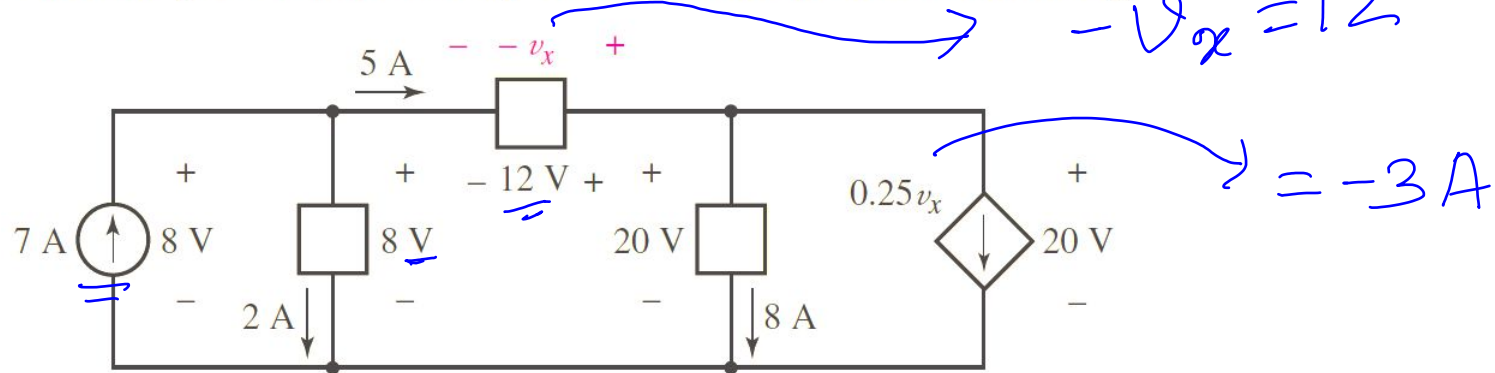 − vx = 12
− − vx +
5 A
+ + − 12 V + + 0.25vx + = −3 A
7 A 8 V 8 V 20 V 20 V
− 2 A − − 8 A −